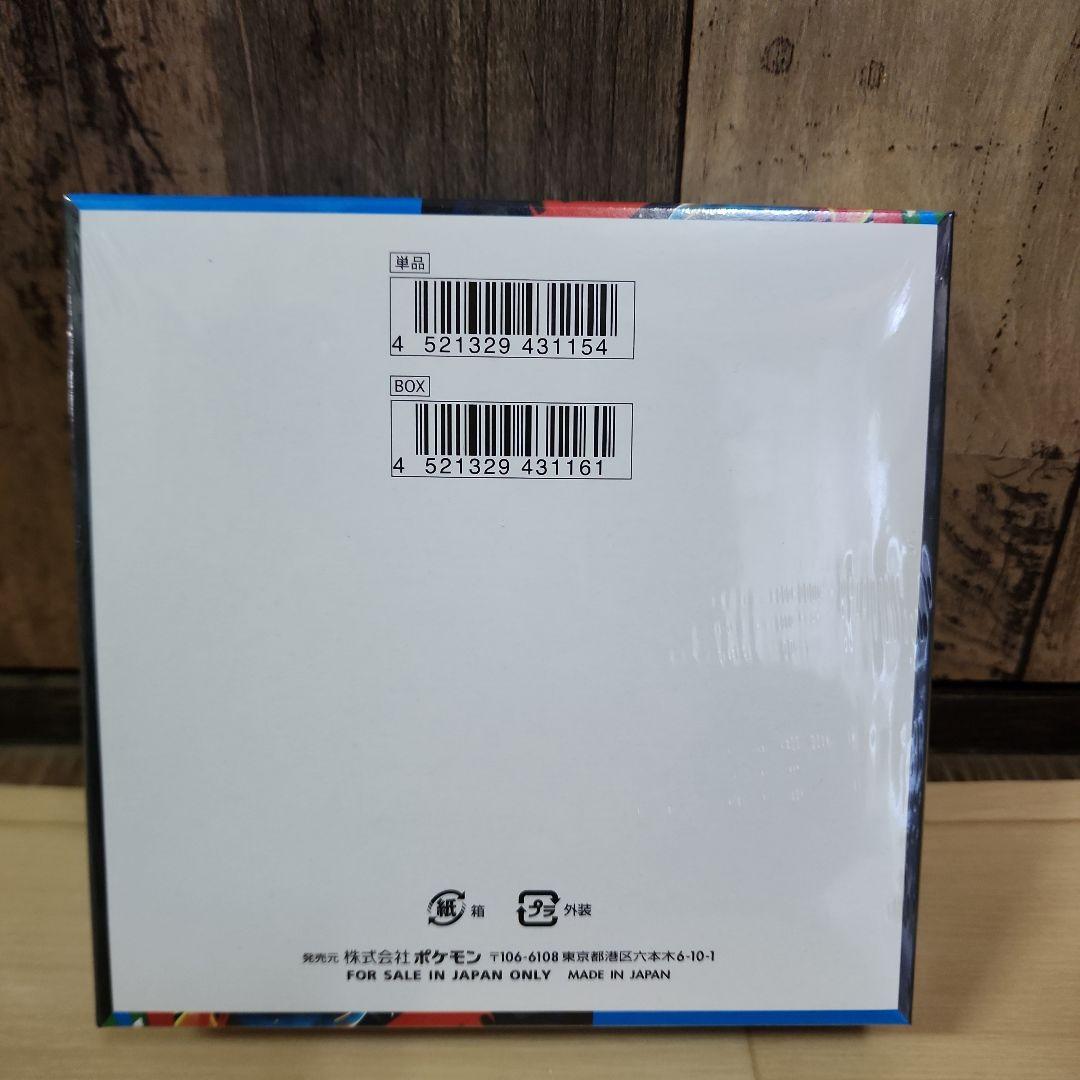 単品
4 521329 431154
BOX
4 521329 431161
紙 箱 プラ 外装
発売元 株式会社 ポケモン 〒106-6108 東京都港区六本木6-10-1
FOR SALE IN JAPAN ONLY MADE IN JAPAN